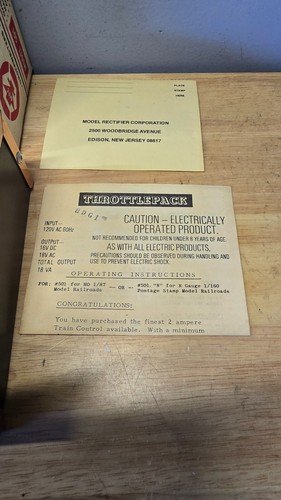 PLACE
STAMP
HERE
MODEL RECTIFIER CORPORATION
2500 WOODBRIDGE AVENUE
EDISON, NEW JERSEY 08817
THROTTLEPACK
INPUT—
120V AC 60Hz
OUTPUT—
16V DC
18V AC
TOTAL OUTPUT
18 VA
CAUTION — ELECTRICALLY
OPERATED PRODUCT.
NOT RECOMMENDED FOR CHILDREN UNDER 8 YEARS OF AGE.
AS WITH ALL ELECTRIC PRODUCTS,
PRECAUTIONS SHOULD BE OBSERVED DURING HANDLING AND
USE TO PREVENT ELECTRIC SHOCK.
OPERATING INSTRUCTIONS
FOR: #501 for HO 1/87 -- OR - #501."N" for N Gauge 1/160
Model Railroads Postage Stamp Model Railroads
CONGRATULATIONS:
You have purchased the finest 2 ampere
Train Control available. With a minimum